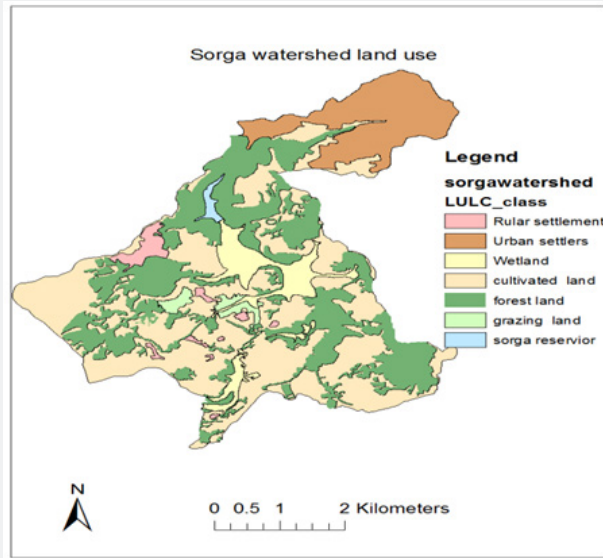 Sorga watershed land use
Legend
sorgawatershed
LULC_class
Rular settlement
Urban settlers
Wetland
cultivated land
forest land
grazing land
sorga reservior
N
0 0.5 1 2 Kilometers